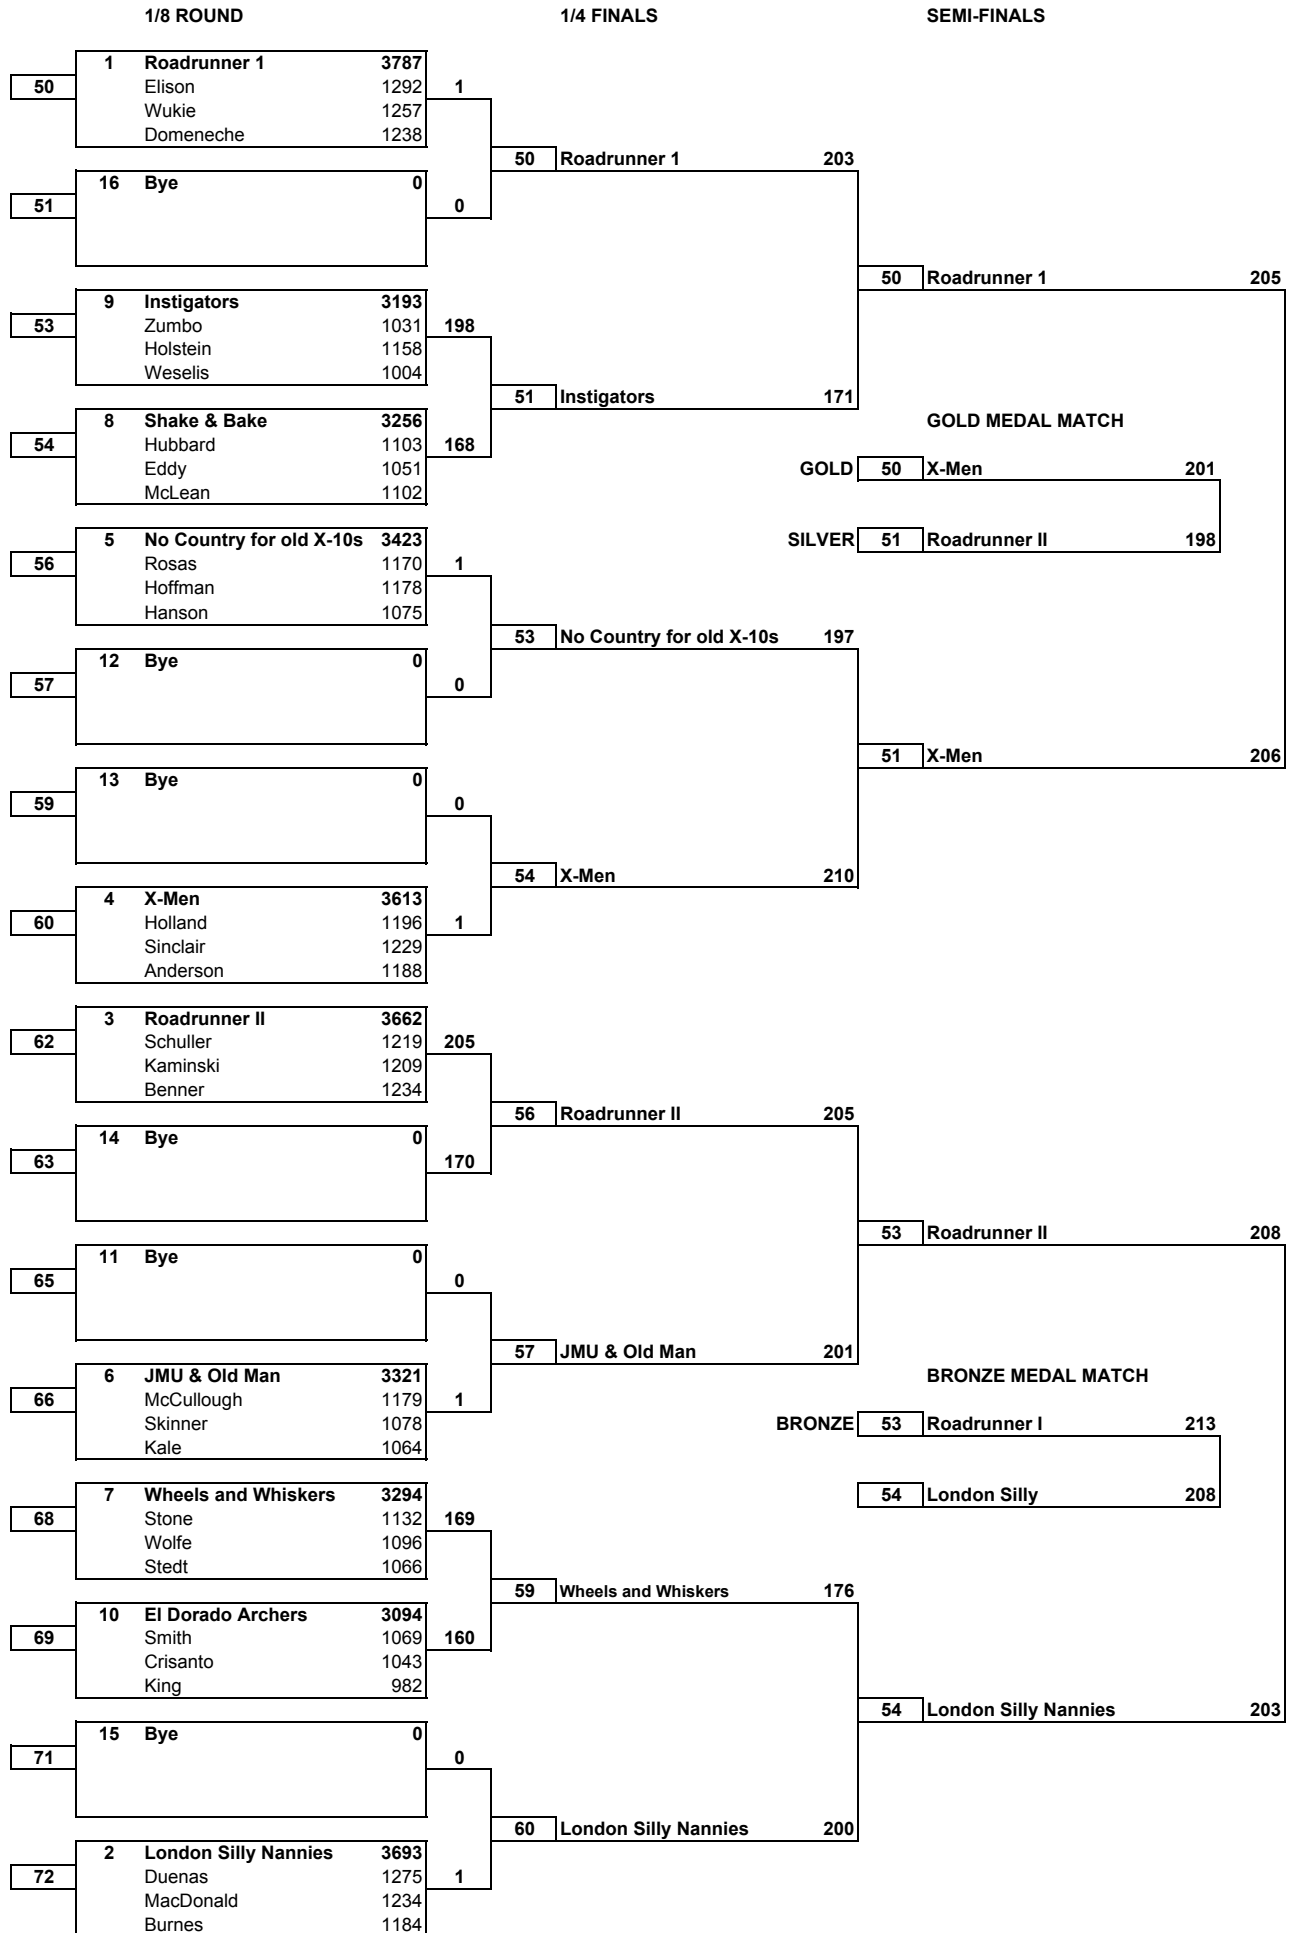 1/8 ROUND 1/4 FINALS SEMI-FINALS
1 Roadrunner 1 3787
50 Elison 1292 1
Wukie 1257
Domeneche 1238
50 Roadrunner 1 203
16 Bye 0
51 0
50 Roadrunner 1 205
9 Instigators 3193
53 Zumbo 1031 198
Holstein 1158
Weselis 1004
51 Instigators 171
8 Shake & Bake 3256 GOLD MEDAL MATCH
54 Hubbard 1103 168
Eddy 1051 GOLD 50 X-Men 201
McLean 1102
5 No Country for old X-10s 3423 SILVER 51 Roadrunner II 198
56 Rosas 1170 1
Hoffman 1178
Hanson 1075
53 No Country for old X-10s 197
12 Bye 0
57 0
51 X-Men 206
13 Bye 0
59 0
54 X-Men 210
4 X-Men 3613
60 Holland 1196 1
Sinclair 1229
Anderson 1188
3 Roadrunner II 3662
62 Schuller 1219 205
Kaminski 1209
Benner 1234
56 Roadrunner II 205
14 Bye 0
63 170
53 Roadrunner II 208
11 Bye 0
65 0
57 JMU & Old Man 201
6 JMU & Old Man 3321 BRONZE MEDAL MATCH
66 McCullough 1179 1
Skinner 1078 BRONZE 53 Roadrunner I 213
Kale 1064
7 Wheels and Whiskers 3294 54 London Silly 208
68 Stone 1132 169
Wolfe 1096
Stedt 1066
59 Wheels and Whiskers 176
10 El Dorado Archers 3094
69 Smith 1069 160
Crisanto 1043
King 982
54 London Silly Nannies 203
15 Bye 0
71 0
60 London Silly Nannies 200
2 London Silly Nannies 3693
72 Duenas 1275 1
MacDonald 1234
Burnes 1184